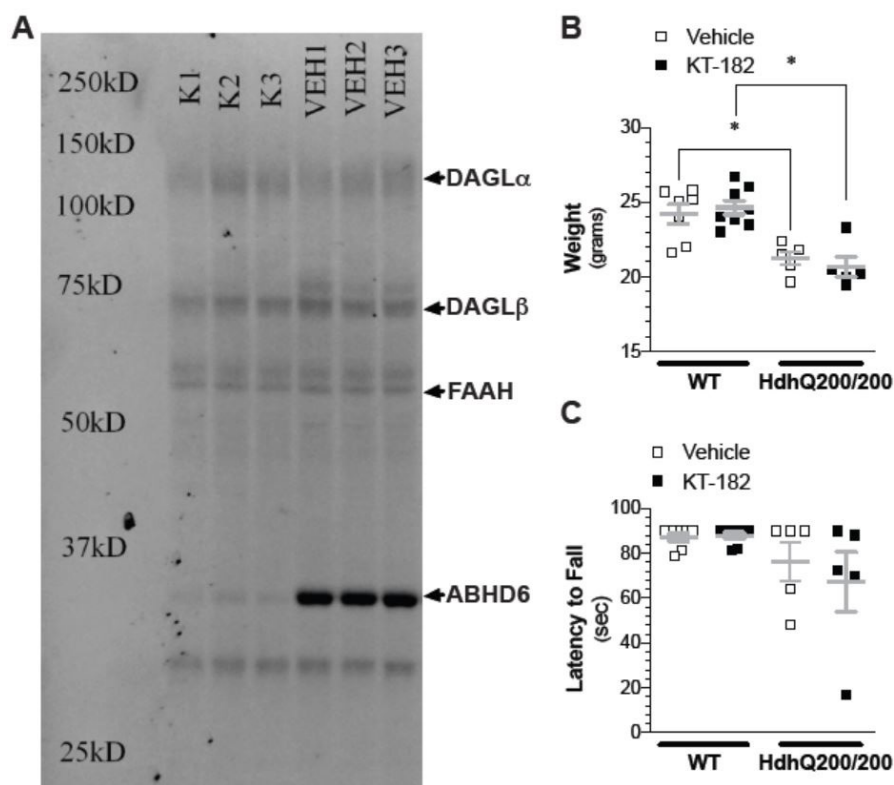 A
250kD
150kD
100kD
75kD
50kD
37kD
25kD
K1
K2
K3
VEH1
VEH2
VEH3
DAGLα
DAGLβ
FAAH
ABHD6
B
Vehicle
KT-182
*
*
Weight
(grams)
30
25
20
15
WT
HdhQ200/200
C
Vehicle
KT-182
Latency to Fall
(sec)
100
80
60
40
20
0
WT
HdhQ200/200